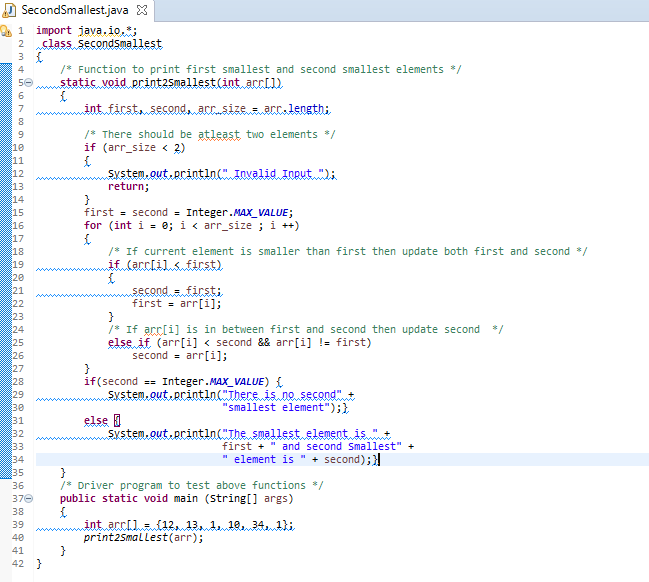 SecondSmallest.java
1 import java.io.*;
2 class SecondSmallest
3 {
4 /* Function to print first smallest and second smallest elements */
5 static void print2Smallest(int arr[])
6 {
7 int first, second, arr_size = arr.length;
8
9 /* There should be atleast two elements */
10 if (arr_size < 2)
11 {
12 System.out.println(" Invalid Input ");
13 return;
14 }
15 first = second = Integer.MAX_VALUE;
16 for (int i = 0; i < arr_size ; i ++)
17 {
18 /* If current element is smaller than first then update both first and second */
19 if (arr[i] < first)
20 {
21 second = first;
22 first = arr[i];
23 }
24 /* If arr[i] is in between first and second then update second  */
25 else if (arr[i] < second && arr[i] != first)
26 second = arr[i];
27 }
28 if(second == Integer.MAX_VALUE) {
29 System.out.println("There is no second" +
30 "smallest element");}
31 else {
32 System.out.println("The smallest element is " +
33 first + " and second Smallest" +
34 " element is " + second);}
35 }
36 /* Driver program to test above functions */
37 public static void main (String[] args)
38 {
39 int arr[] = {12, 13, 1, 10, 34, 1};
40 print2Smallest(arr);
41 }
42 }